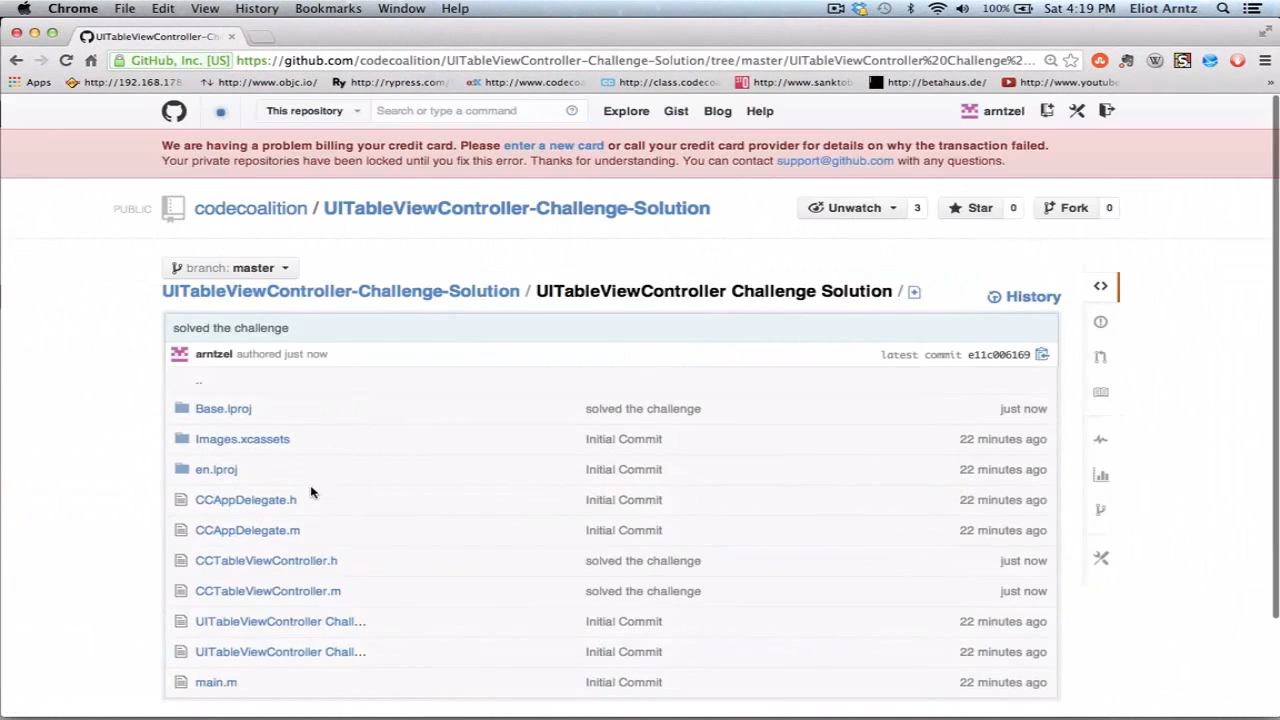 Chrome File Edit View History Bookmarks Window Help 100% Sat 4:19 PM Eliot Arntz
UITableViewController-Ch
GitHub, Inc. [US] https://github.com/codecoalition/UITableViewController-Challenge-Solution/tree/master/UITableViewController%20Challenge%...
Apps http://192.168.178 http://www.objc.io/ Ry http://rypress.com/ http://www.codeco http://class.codeco http://www.sanktob http://betahaus.de/ http://www.youtube »
This repository Search or type a command Explore Gist Blog Help arntzel
We are having a problem billing your credit card. Please enter a new card or call your credit card provider for details on why the transaction failed.
Your private repositories have been locked until you fix this error. Thanks for understanding. You can contact support@github.com with any questions.
PUBLIC codecoalition / UITableViewController-Challenge-Solution Unwatch 3 Star 0 Fork 0
branch: master
UITableViewController-Challenge-Solution / UITableViewController Challenge Solution / History
solved the challenge
arntzel authored just now latest commit e11c006169
..
Base.lproj solved the challenge just now
Images.xcassets Initial Commit 22 minutes ago
en.lproj Initial Commit 22 minutes ago
CCAppDelegate.h Initial Commit 22 minutes ago
CCAppDelegate.m Initial Commit 22 minutes ago
CCTableViewController.h solved the challenge just now
CCTableViewController.m solved the challenge just now
UITableViewController Chall... Initial Commit 22 minutes ago
UITableViewController Chall... Initial Commit 22 minutes ago
main.m Initial Commit 22 minutes ago